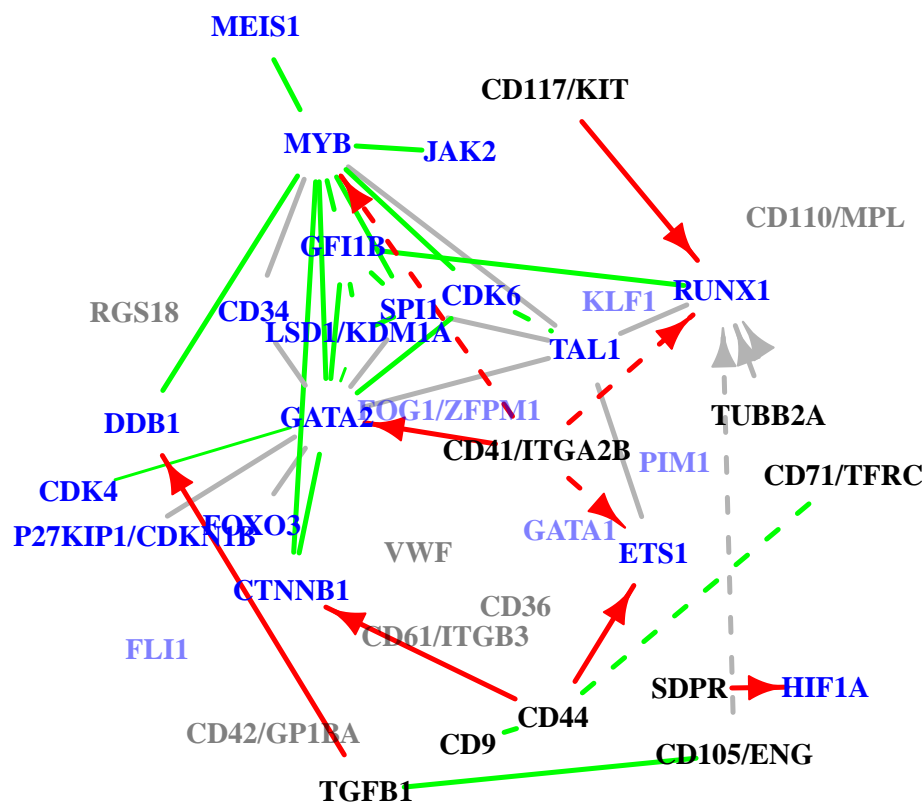 MEIS1
CD117/KIT
MYB
JAK2
CD110/MPL
GFI1B
RUNX1
KLF1
CDK6
SPI1
CD34
RGS18
LSD1/KDM1A
TAL1
FOG1/ZFPM1
GATA2
DDB1
TUBB2A
CD41/ITGA2B
PIM1
CD71/TFRC
CDK4
FOXO3
P27KIP1/CDKN1B
GATA1
VWF
ETS1
CTNNB1
CD36
CD61/ITGB3
FLI1
SDPR
HIF1A
CD44
CD42/GP1BA
CD9
CD105/ENG
TGFB1